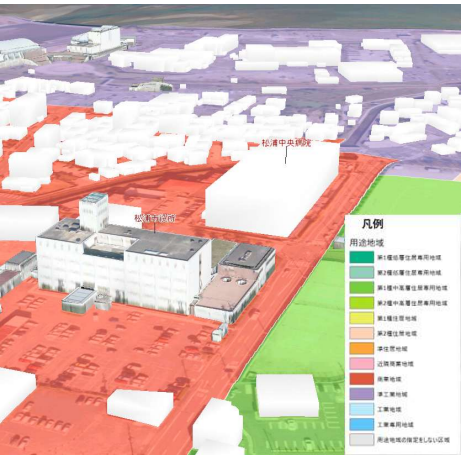 松浦中央病院
松浦市役所
凡例
用途地域
第1種低層住居専用地域
第2種低層住居専用地域
第1種中高層住居専用地域
第2種中高層住居専用地域
第1種住居地域
第2種住居地域
準住居地域
近隣商業地域
商業地域
準工業地域
工業地域
工業専用地域
用途地域の指定をしない区域